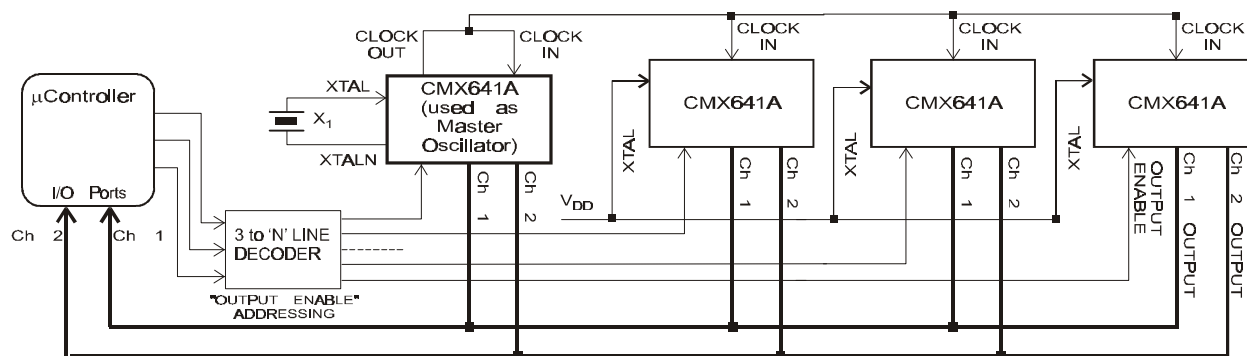 CLOCK
OUT
CLOCK
IN
CLOCK
IN
CLOCK
IN
CLOCK
IN
μController
I/O Ports
Ch 2
Ch 1
XTAL
X1
XTALN
CMX641A
(used as
Master
Oscillator)
CMX641A
CMX641A
CMX641A
XTAL
XTAL
XTAL
VDD
Ch 1
Ch 2
Ch 1
Ch 2
Ch 1
Ch 2
OUTPUT
ENABLE
Ch 1 OUTPUT
Ch 2 OUTPUT
3 to 'N' LINE
DECODER
"OUTPUT ENABLE"
ADDRESSING